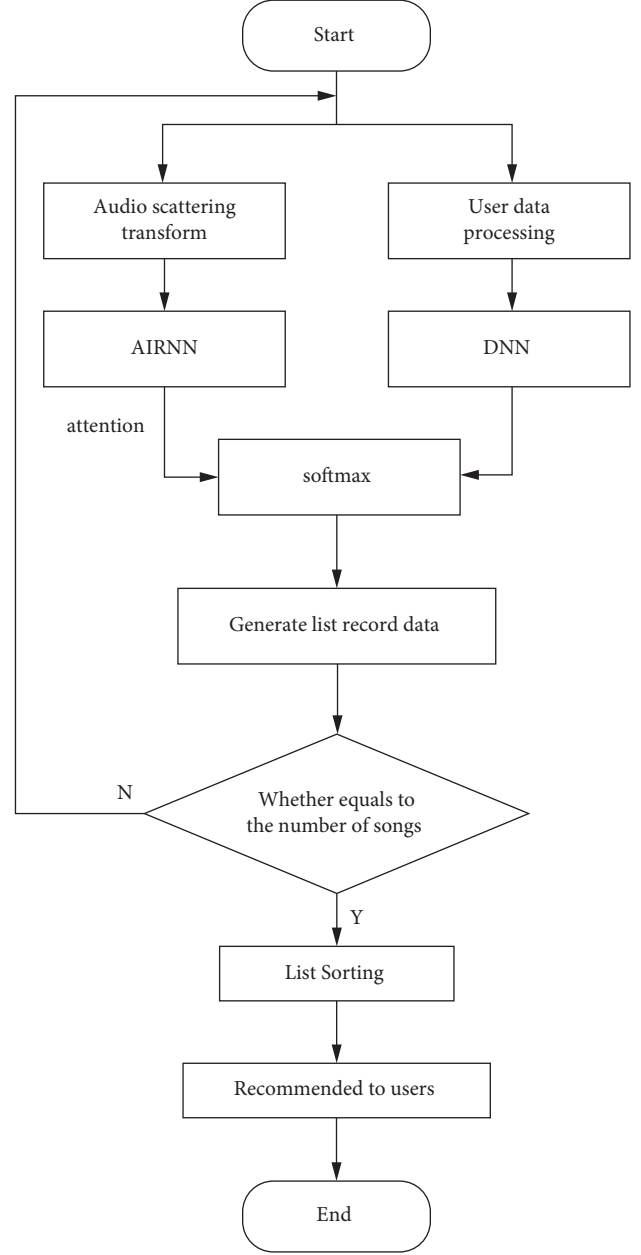 Start
Audio scattering
transform
User data
processing
AIRNN
DNN
attention
softmax
Generate list record data
N
Whether equals to
the number of songs
Y
List Sorting
Recommended to users
End